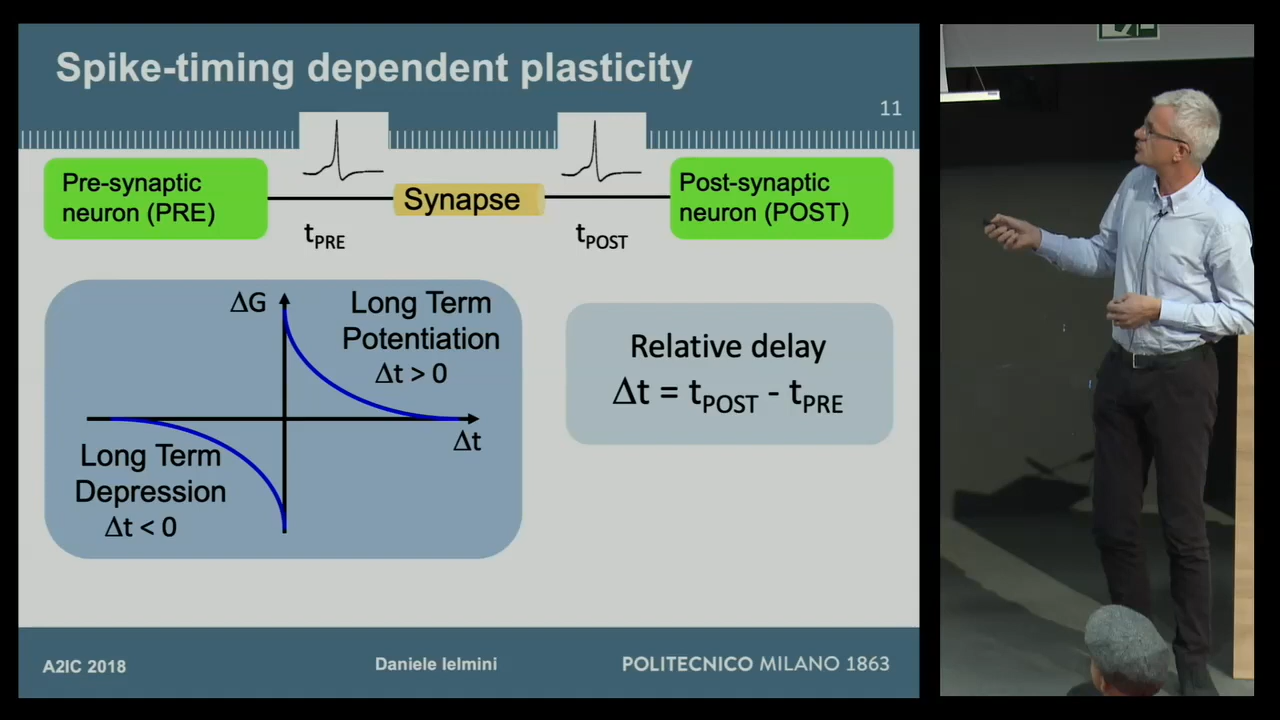 Spike-timing dependent plasticity
11
Pre-synaptic
neuron (PRE)
Synapse
Post-synaptic
neuron (POST)
tPRE
tPOST
ΔG
Long Term
Potentiation
Δt > 0
Δt
Long Term
Depression
Δt < 0
Relative delay
Δt = tPOST - tPRE
A2IC 2018
Daniele Ielmini
POLITECNICO MILANO 1863